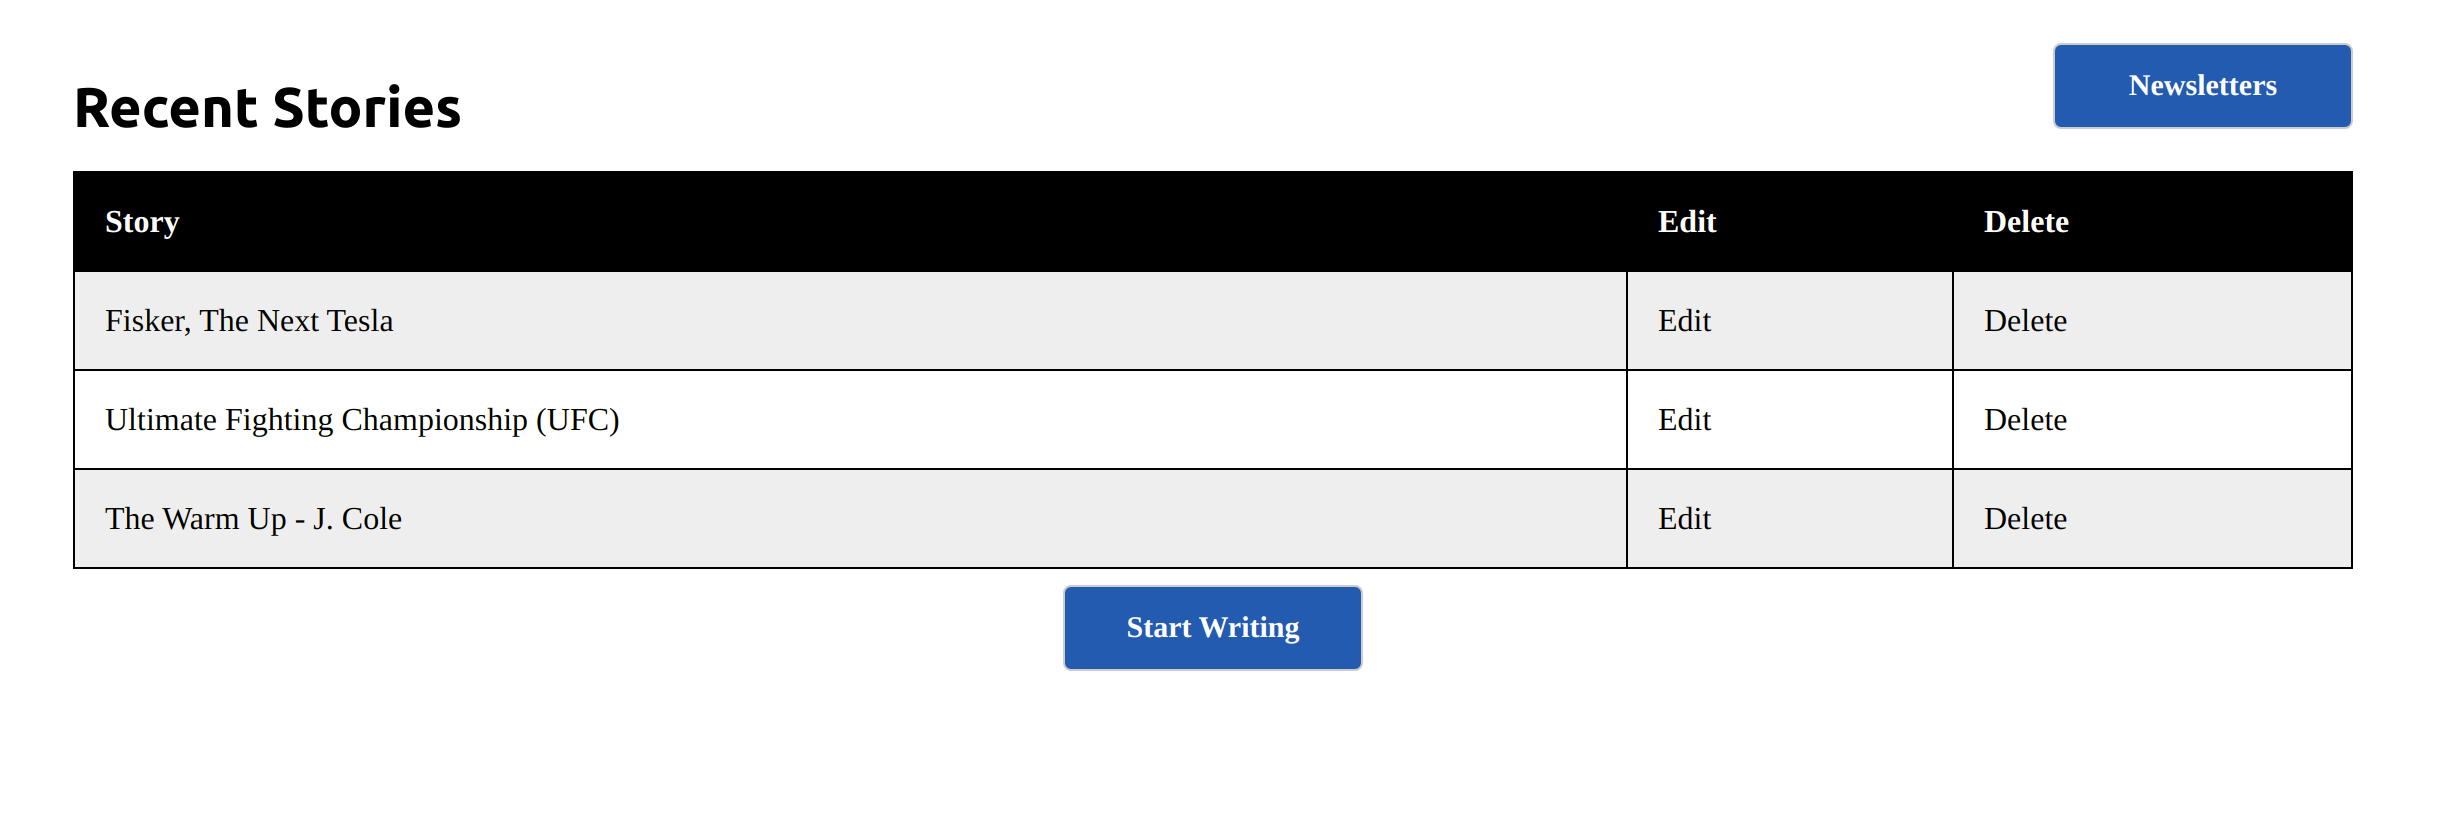 Newsletters
Recent Stories
Story Edit Delete
Fisker, The Next Tesla Edit Delete
Ultimate Fighting Championship (UFC) Edit Delete
The Warm Up - J. Cole Edit Delete
Start Writing